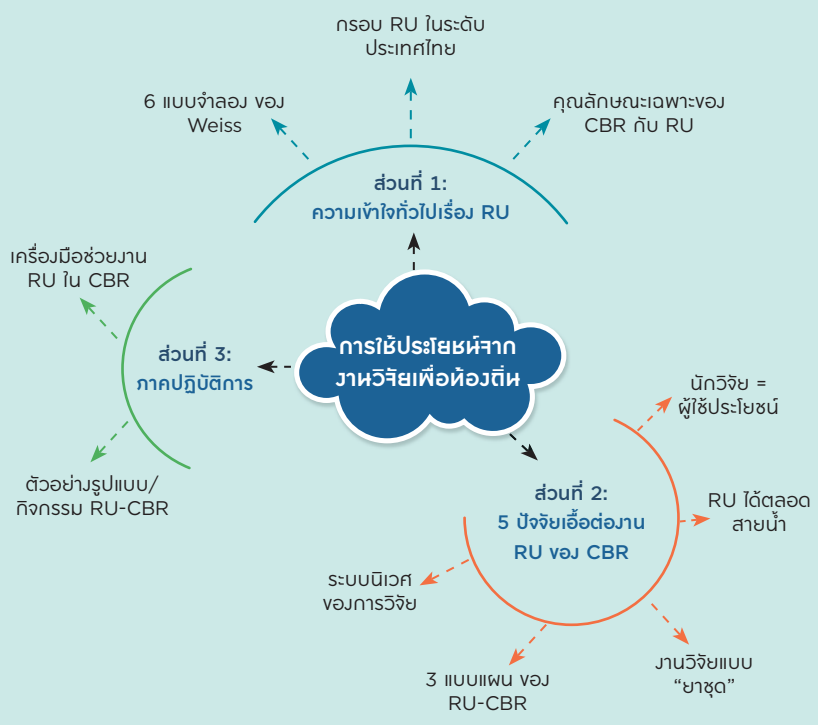 กรอบ RU ในระดับ
ประเทศไทย
6 แบบจำลอง ของ
Weiss
คุณลักษณะเฉพาะของ
CBR กับ RU
ส่วนที่ 1:
ความเข้าใจทั่วไปเรื่อง RU
เครื่องมือช่วยงาน
RU ใน CBR
ส่วนที่ 3:
ภาคปฏิบัติการ
ตัวอย่างรูปแบบ/
กิจกรรม RU-CBR
การใช้ประโยชน์จาก
งานวิจัยเพื่อท้องถิ่น
นักวิจัย =
ผู้ใช้ประโยชน์
ส่วนที่ 2:
5 ปัจจัยเอื้อต่องาน
RU ของ CBR
RU ได้ตลอด
สายน้ำ
ระบบนิเวศ
ของการวิจัย
งานวิจัยแบบ
“ยาชุด”
3 แบบแผน ของ
RU-CBR